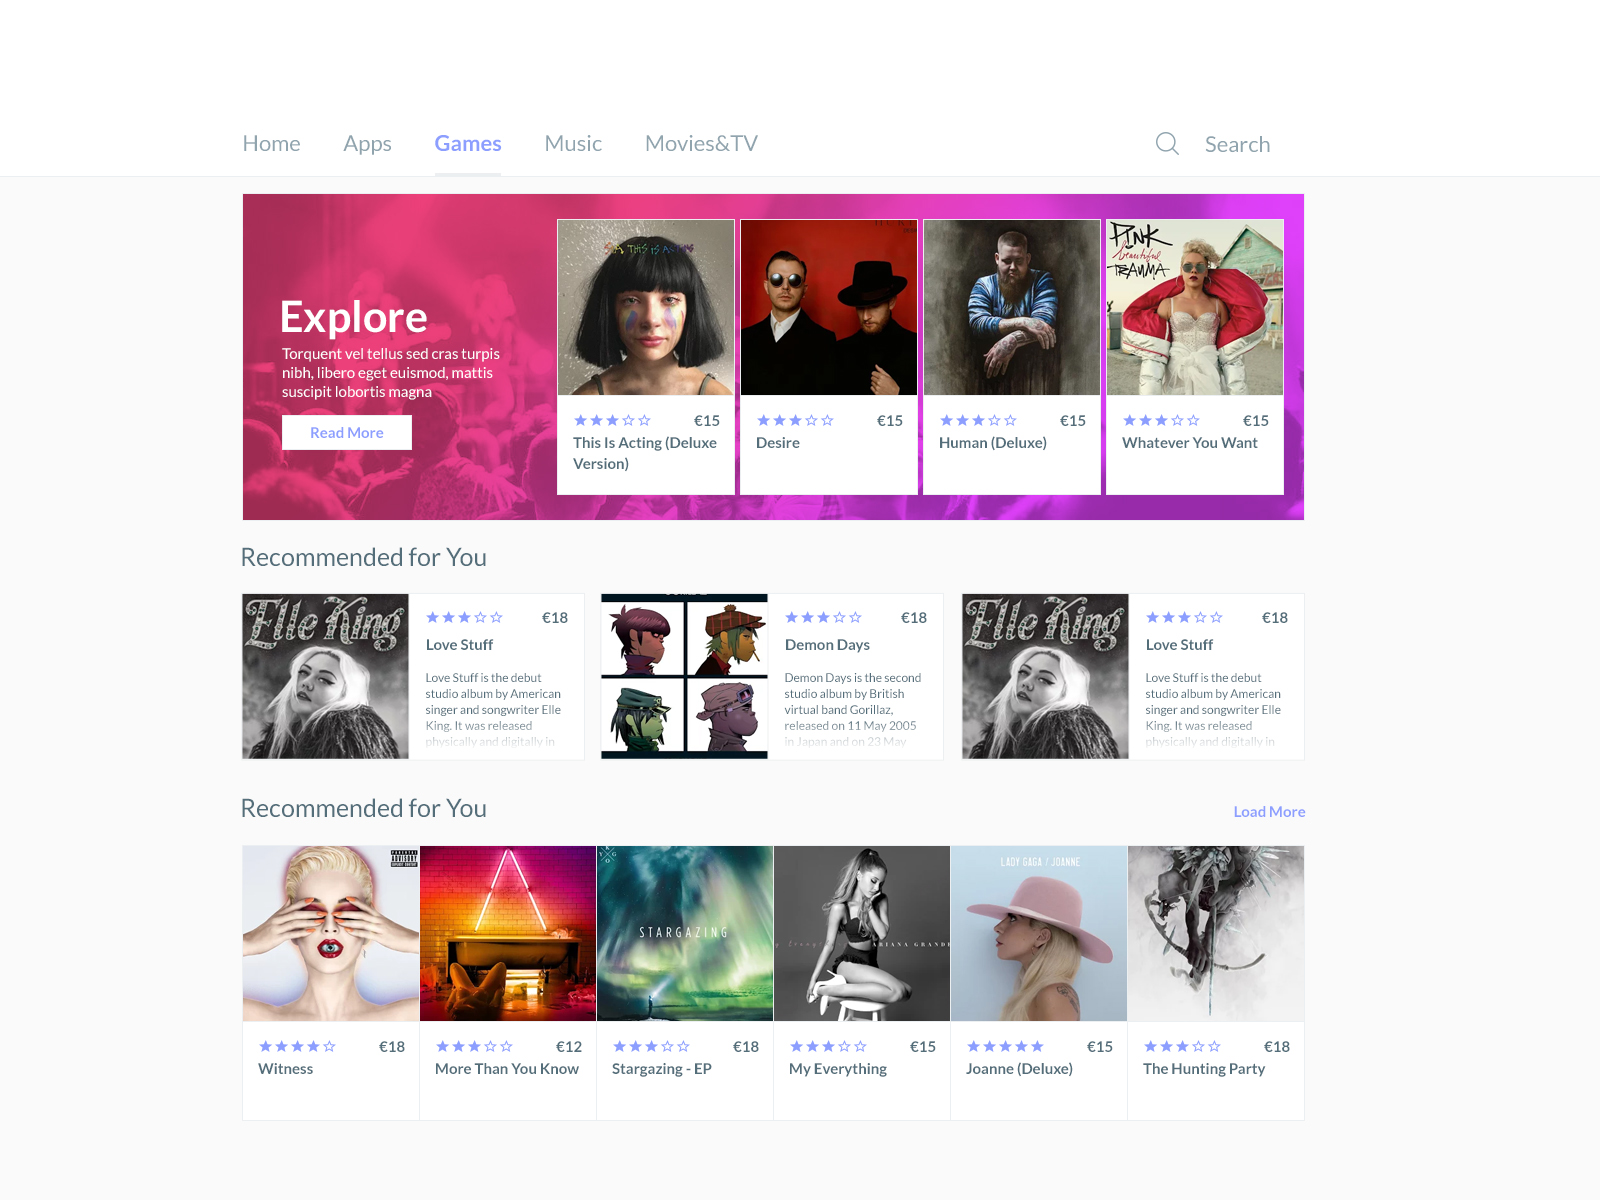 Home Apps Games Music Movies&TV Search
Explore
Torquent vel tellus sed cras turpis
nibh, libero eget euismod, mattis
suscipit lobortis magna
Read More
THIS IS ACTING
€15
This Is Acting (Deluxe
Version)
€15
Desire
€15
Human (Deluxe)
P!NK
beautiful
TRAUMA
€15
Whatever You Want
Recommended for You
Elle King
€18
Love Stuff
Love Stuff is the debut
studio album by American
singer and songwriter Elle
King. It was released
physically and digitally in
€18
Demon Days
Demon Days is the second
studio album by British
virtual band Gorillaz,
released on 11 May 2005
in Japan and on 23 May
Elle King
€18
Love Stuff
Love Stuff is the debut
studio album by American
singer and songwriter Elle
King. It was released
physically and digitally in
Recommended for You
Load More
PARENTAL
ADVISORY
EXPLICIT CONTENT
€18
Witness
€12
More Than You Know
K
Y G
O
STARGAZING
€18
Stargazing - EP
ARIANA GRANDE
€15
My Everything
LADY GAGA / JOANNE
€15
Joanne (Deluxe)
€18
The Hunting Party